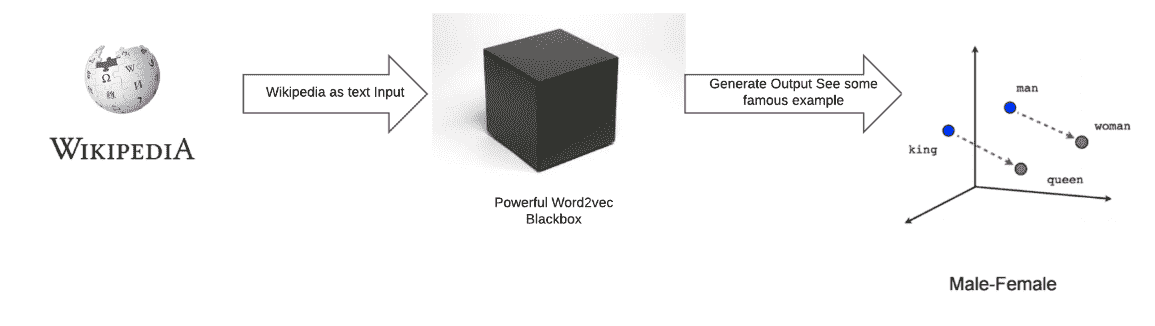 WIKIPEDIA
Wikipedia as text Input
Powerful Word2vec
Blackbox
Generate Output See some
famous example
man
woman
king
queen
Male-Female